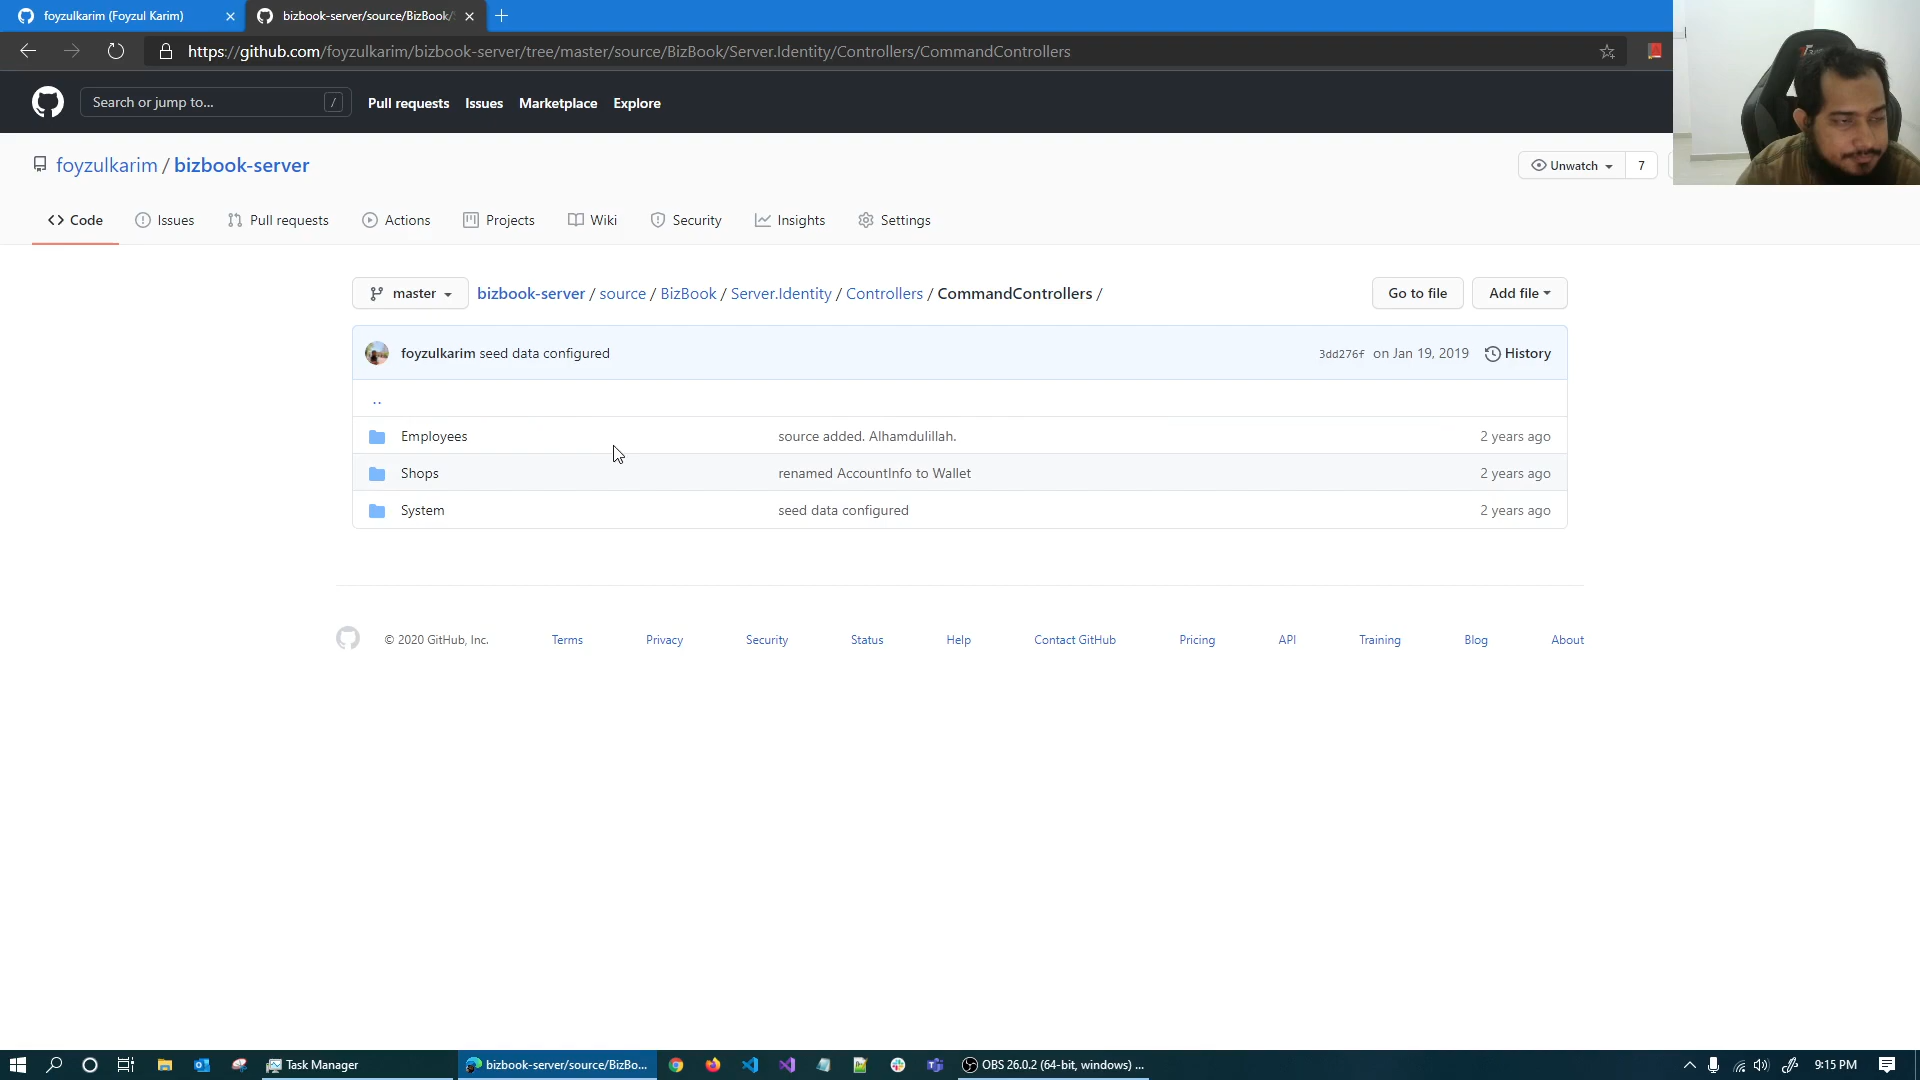 foyzulkarim (Foyzul Karim)
bizbook-server/source/BizBook/
https://github.com/foyzulkarim/bizbook-server/tree/master/source/BizBook/Server.Identity/Controllers/CommandControllers
Search or jump to... /
Pull requests Issues Marketplace Explore
foyzulkarim / bizbook-server
Unwatch 7
Code Issues Pull requests Actions Projects Wiki Security Insights Settings
master bizbook-server / source / BizBook / Server.Identity / Controllers / CommandControllers /
Go to file Add file
foyzulkarim seed data configured 3dd276f on Jan 19, 2019 History
..
Employees source added. Alhamdulillah. 2 years ago
Shops renamed AccountInfo to Wallet 2 years ago
System seed data configured 2 years ago
© 2020 GitHub, Inc. Terms Privacy Security Status Help Contact GitHub Pricing API Training Blog About
Task Manager bizbook-server/source/BizBo... OBS 26.0.2 (64-bit, windows) ... 9:15 PM